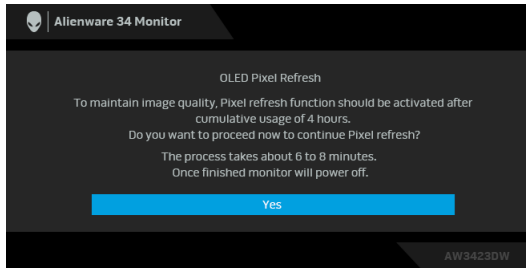 Alienware 34 Monitor
OLED Pixel Refresh
To maintain image quality, Pixel refresh function should be activated after
cumulative usage of 4 hours.
Do you want to proceed now to continue Pixel refresh?
The process takes about 6 to 8 minutes.
Once finished monitor will power off.
Yes
AW3423DW